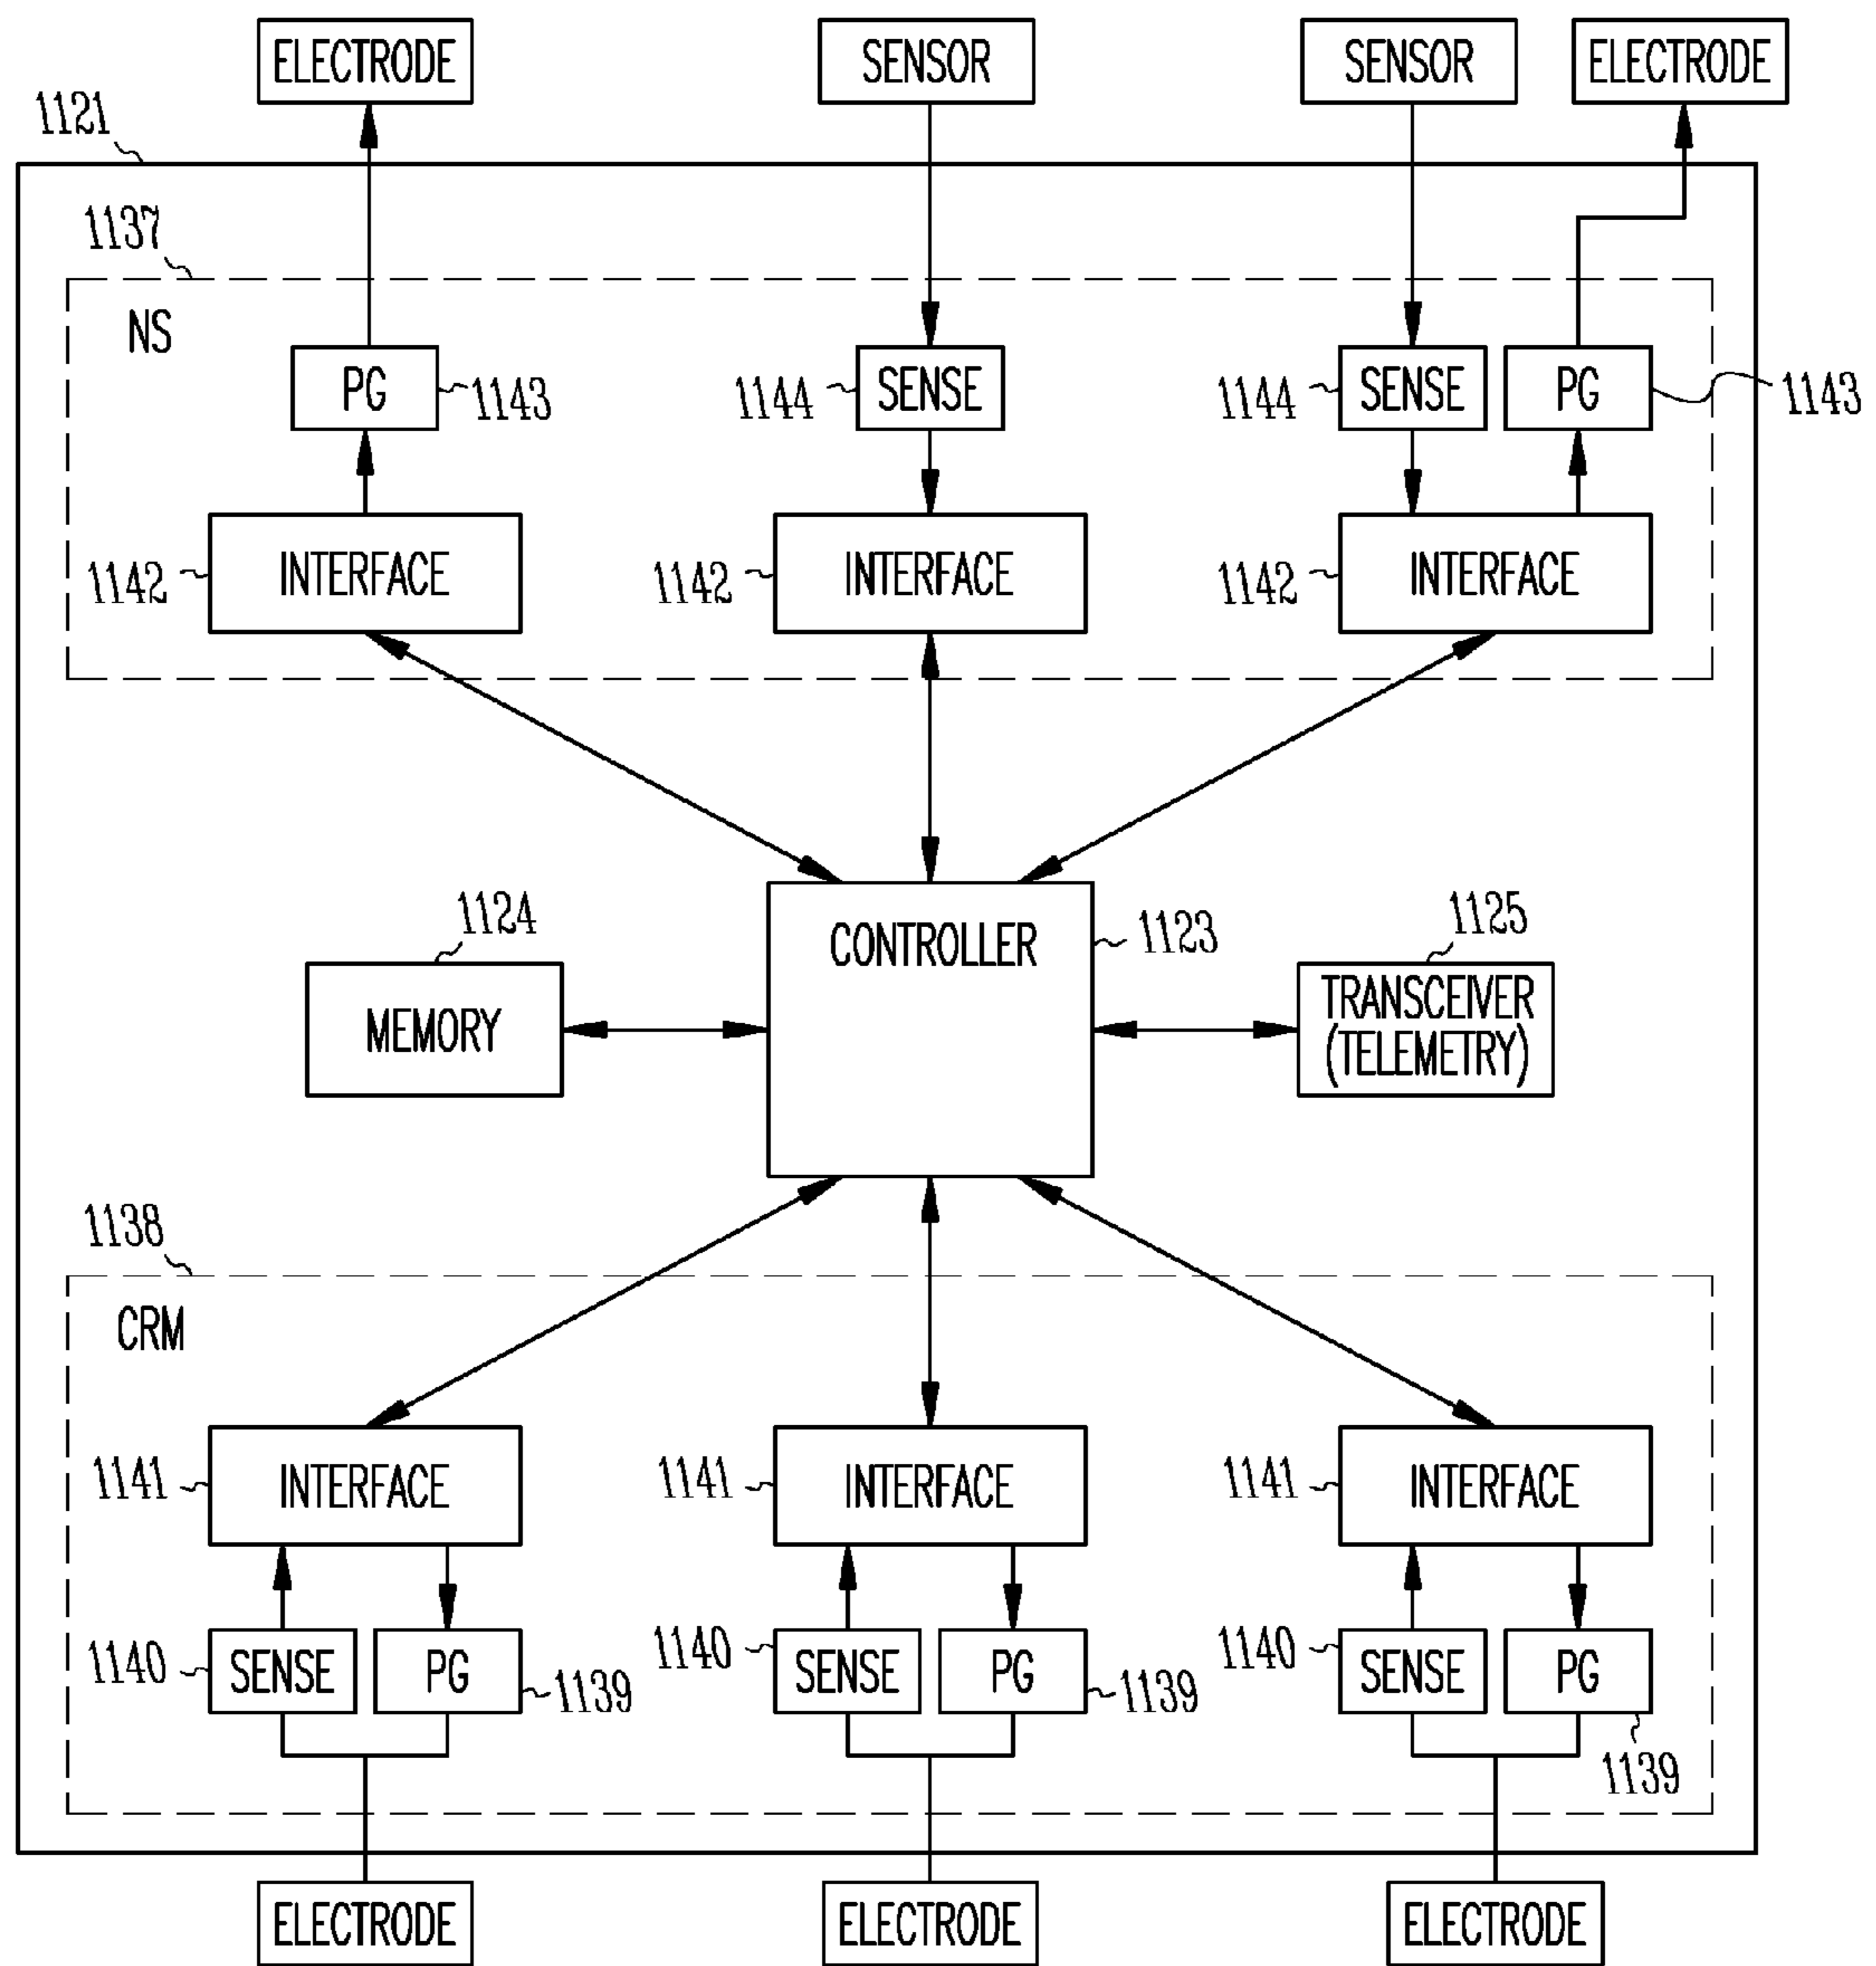 ELECTRODE
SENSOR
SENSOR
ELECTRODE
1121
1137
NS
PG
1143
1144
SENSE
1144
SENSE
PG
1143
1142
INTERFACE
1142
INTERFACE
1142
INTERFACE
1124
MEMORY
CONTROLLER
1123
1125
TRANSCEIVER
(TELEMETRY)
1138
CRM
1141
INTERFACE
1141
INTERFACE
1141
INTERFACE
1140
SENSE
PG
1139
1140
SENSE
PG
1139
1140
SENSE
PG
1139
ELECTRODE
ELECTRODE
ELECTRODE